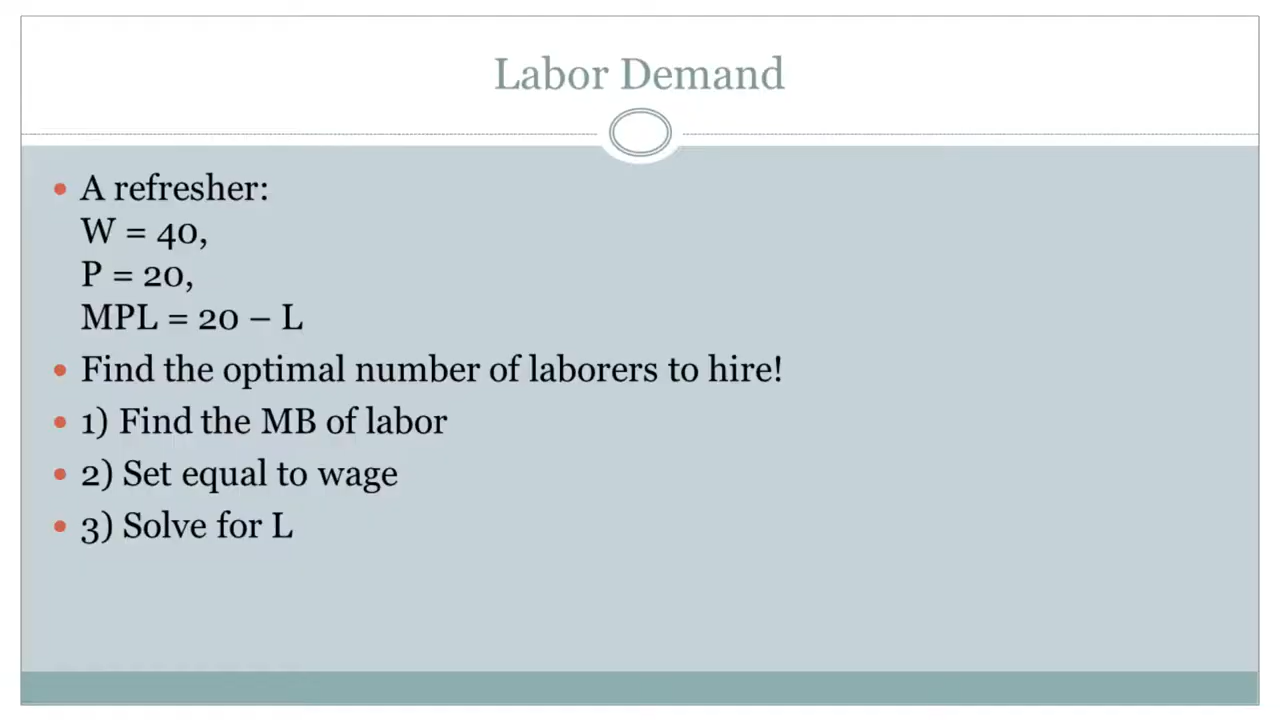 Labor Demand
• A refresher:
W = 40,
P = 20,
MPL = 20 – L
• Find the optimal number of laborers to hire!
• 1) Find the MB of labor
• 2) Set equal to wage
• 3) Solve for L